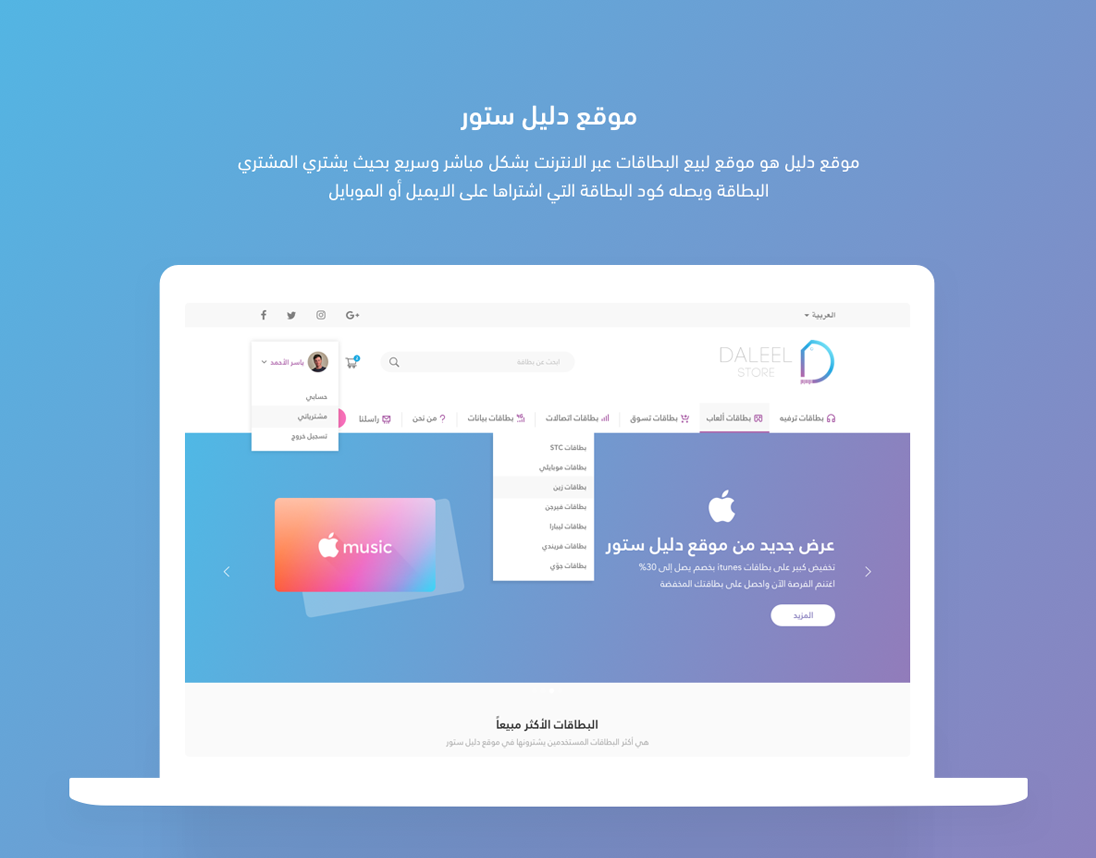 موقع دليل ستور
موقع دليل هو موقع لبيع البطاقات عبر الانترنت بشكل مباشر وسريع بحيث يشتري المشتري
البطاقة ويصله كود البطاقة التي اشتراها على الايميل أو الموبايل
العربية
G+
DALEEL
STORE
ابحث عن بطاقة
ياسر الأحمد
حسابي
مشترياتي
تسجيل خروج
بطاقات ترفيه
بطاقات ألعاب
بطاقات تسوق
بطاقات اتصالات
بطاقات بيانات
من نحن
راسلنا
بطاقات STC
بطاقات موبايلي
بطاقات زين
بطاقات فيرجن
بطاقات ليبارا
بطاقات فريندي
بطاقات جوّي
عرض جديد من موقع دليل ستور
تخفيض كبير على بطاقات itunes بخصم يصل إلى 30%
اغتنم الفرصة الآن واحصل على بطاقتك المخفضة
المزيد
music
البطاقات الأكثر مبيعاً
هي أكثر البطاقات المستخدمين يشترونها في موقع دليل ستور